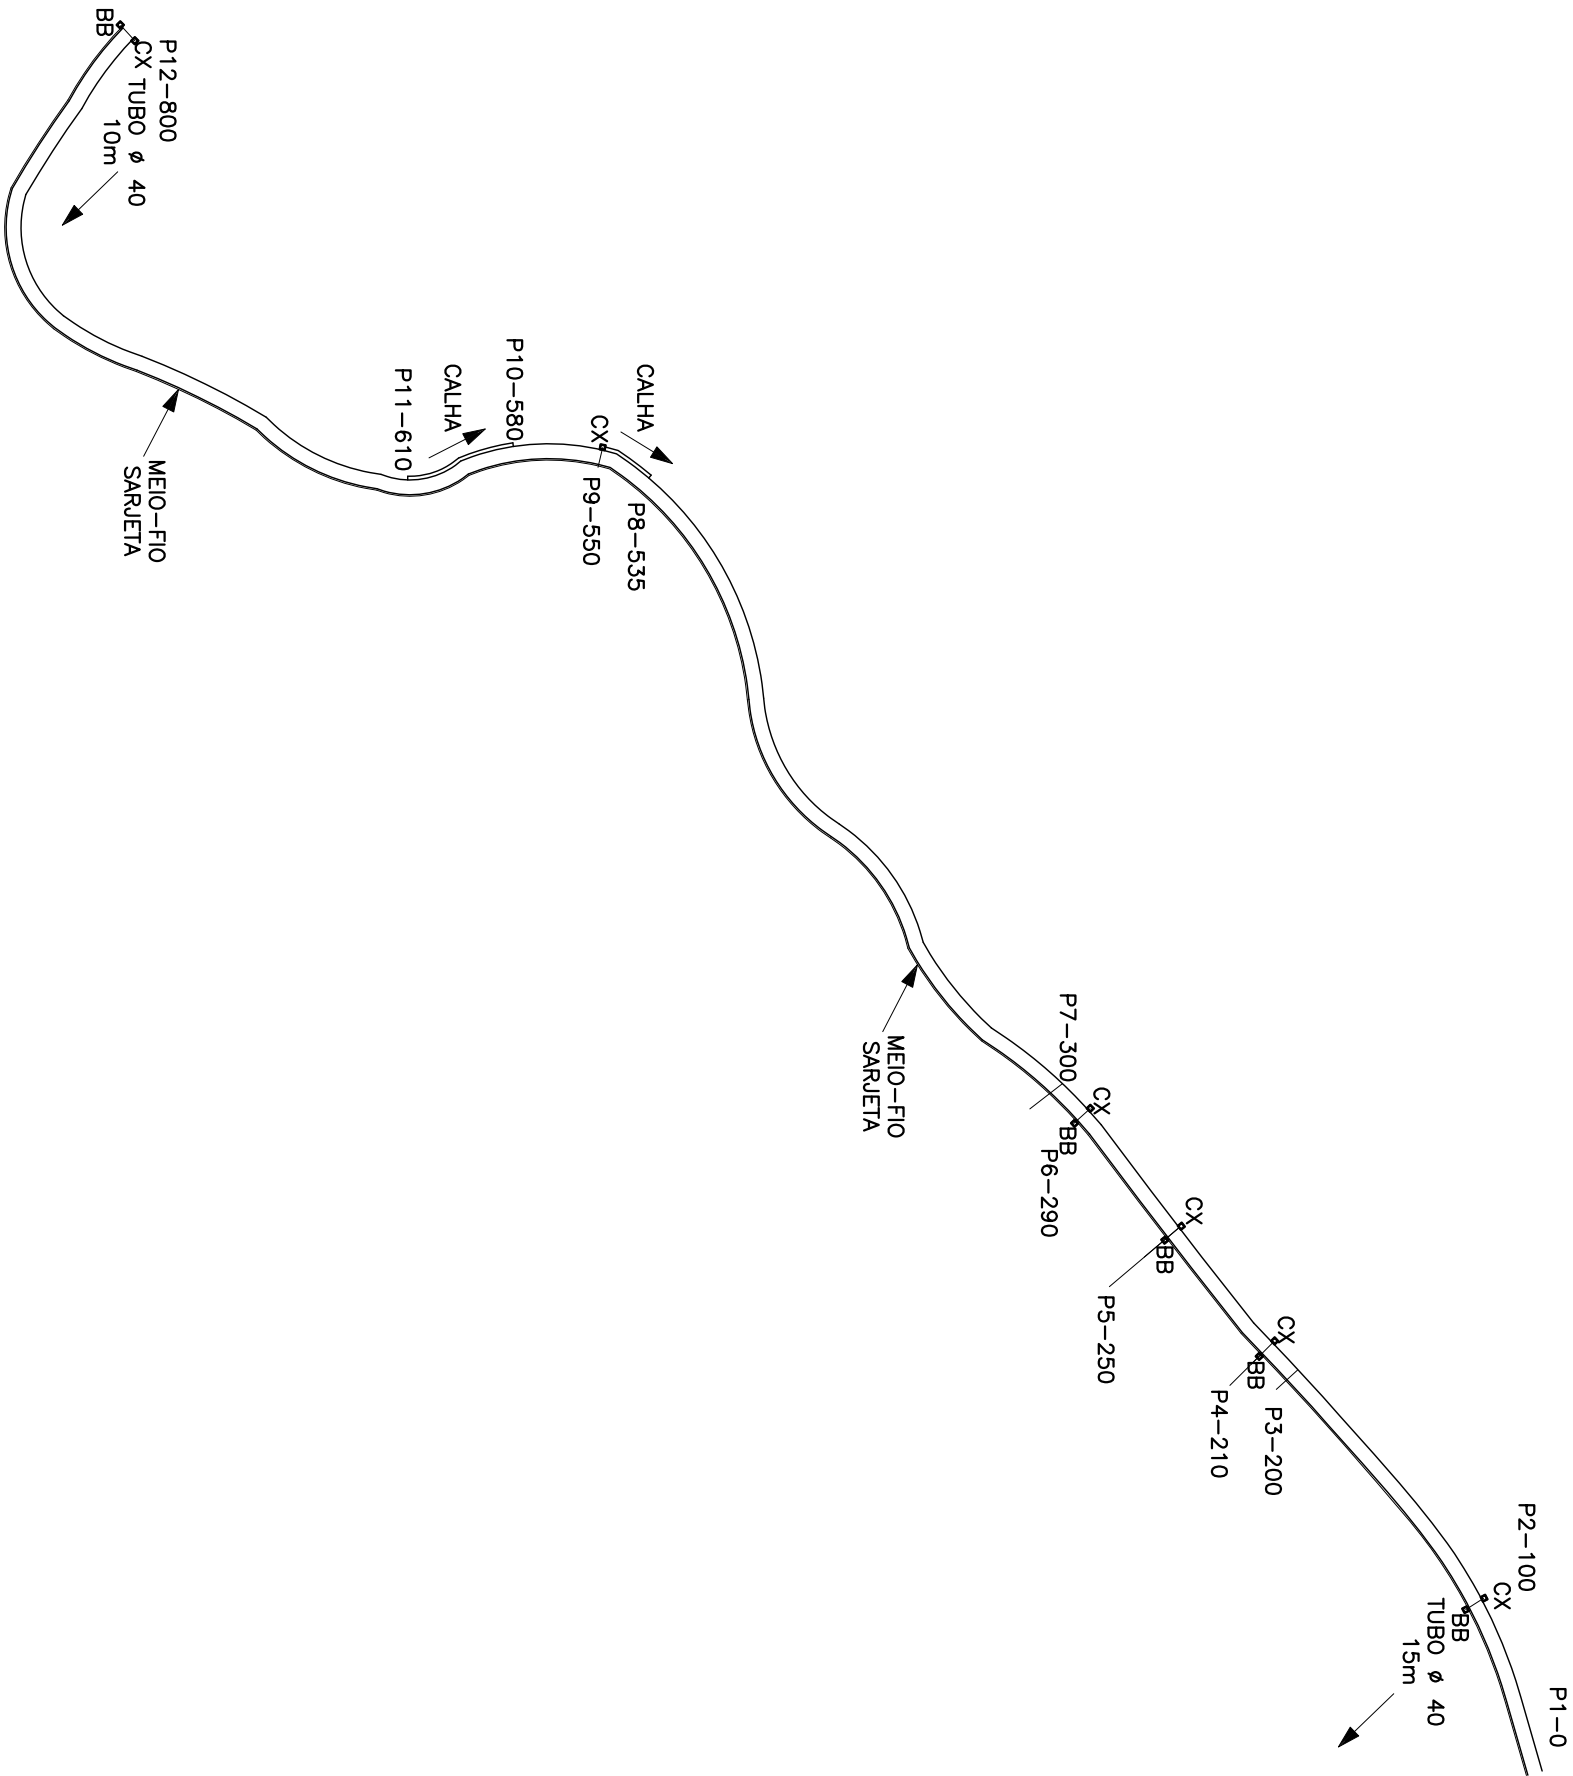 BB
P12-800
CX TUBO ø 40
10m
MEIO-FIO
SARJETA
P11-610
CALHA
P10-580
CX
CALHA
P9-550
P8-535
MEIO-FIO
SARJETA
P7-300
CX
BB
P6-290
CX
BB
P5-250
CX
BB
P4-210
P3-200
P2-100
CX
BB
TUBO ø 40
15m
P1-0